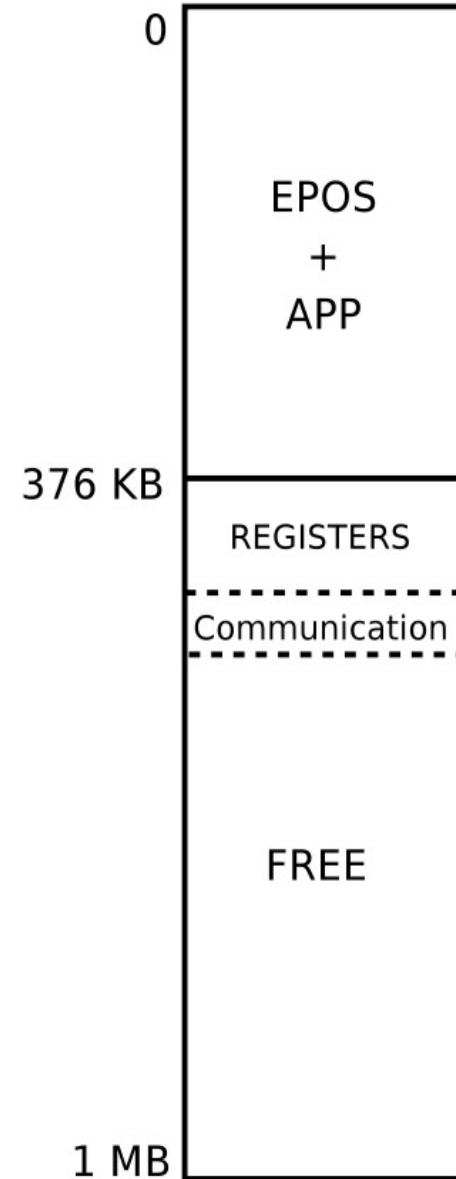 0
EPOS
+
APP
376 KB
REGISTERS
Communication
FREE
1 MB